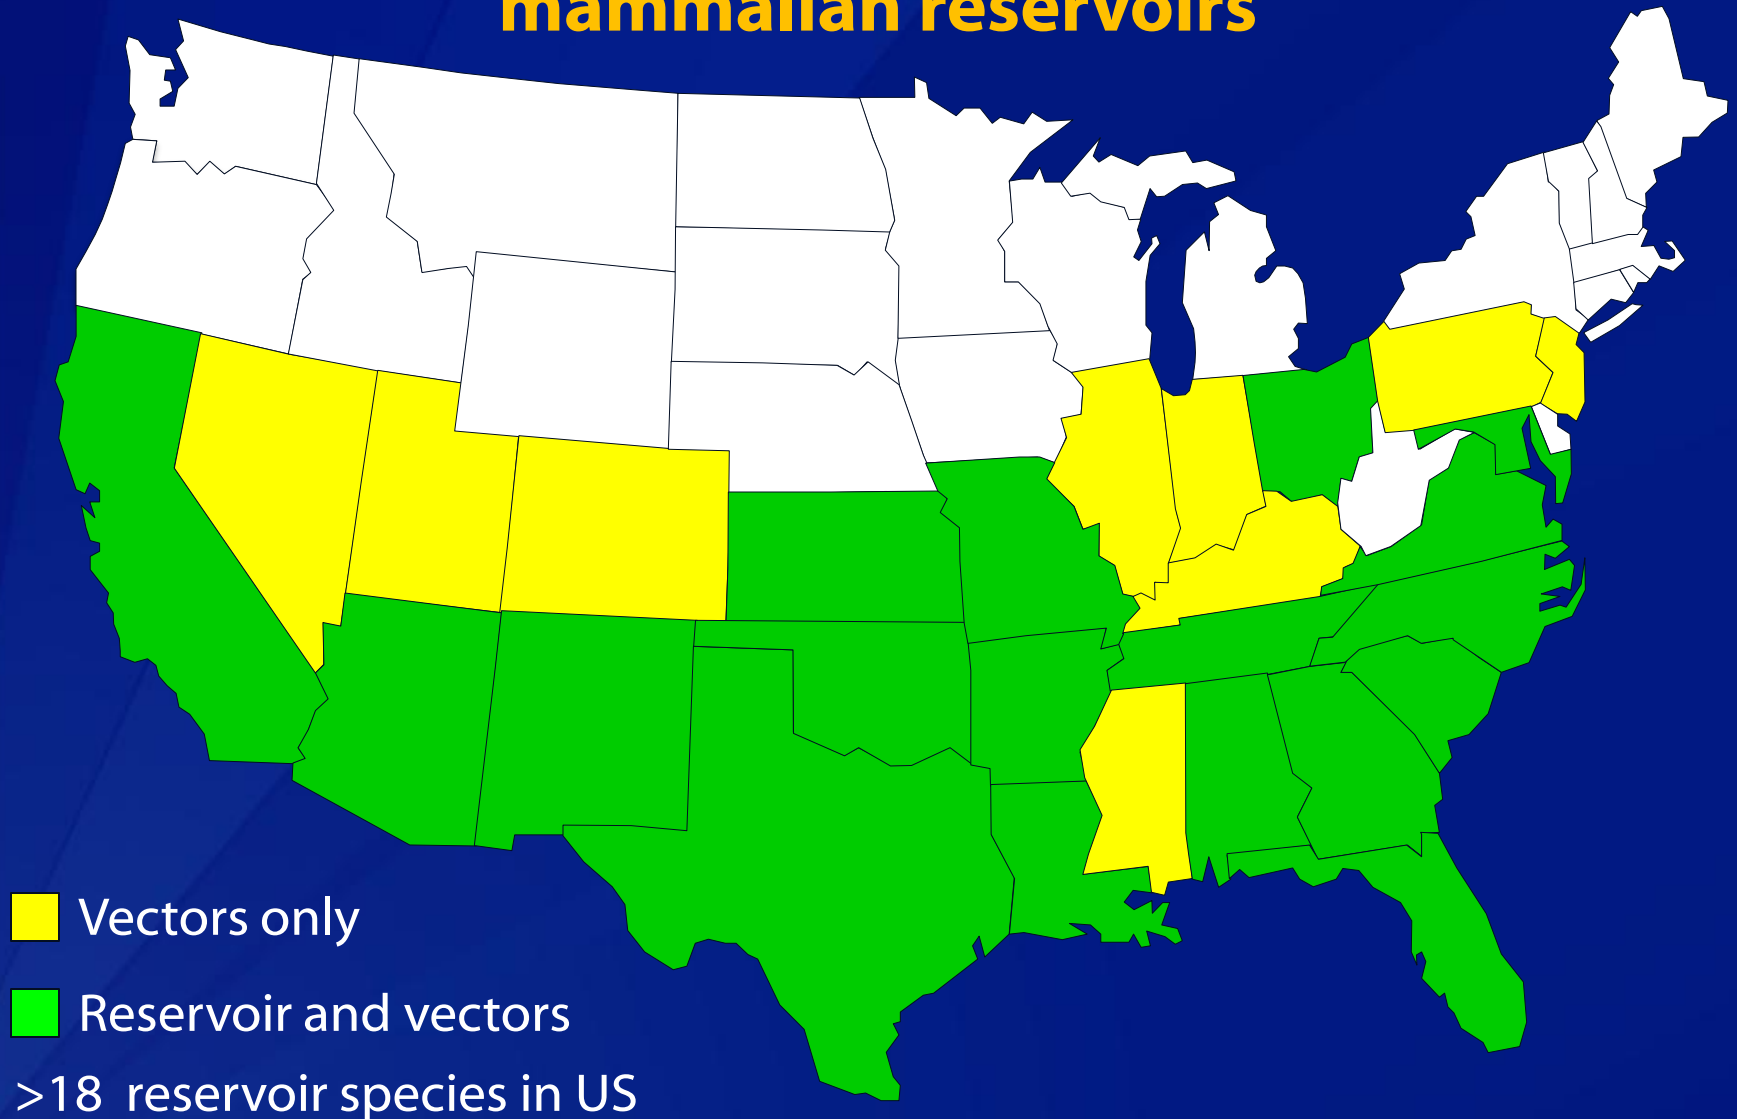 mammalian reservoirs
Vectors only
Reservoir and vectors
>18 reservoir species in US